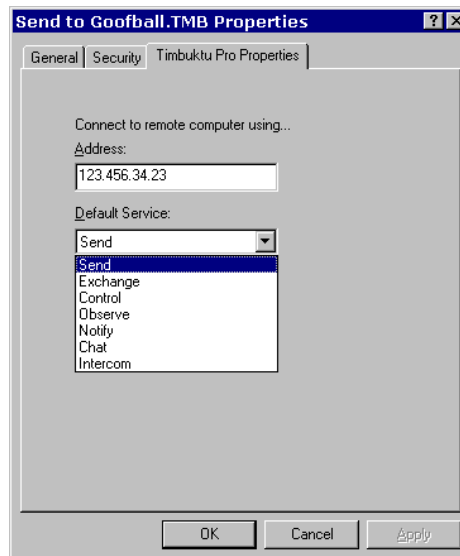 Send to Goofball.TMB Properties
General Security Timbuktu Pro Properties
Connect to remote computer using...
Address:
123.456.34.23
Default Service:
Send
Send
Exchange
Control
Observe
Notify
Chat
Intercom
OK Cancel Apply